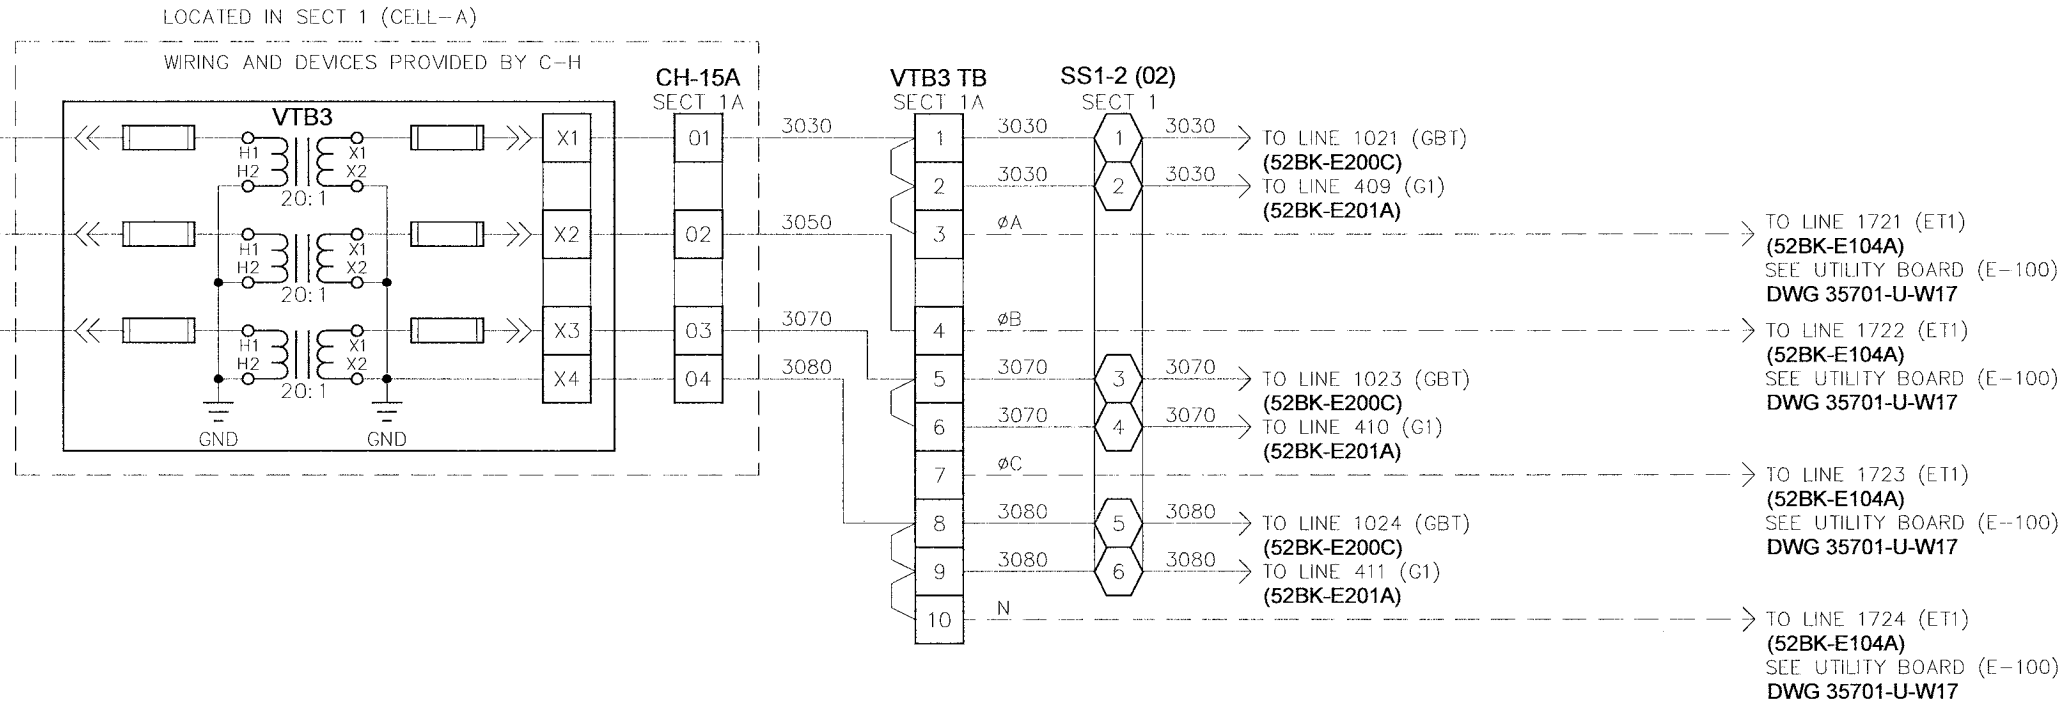 LOCATED IN SECT 1 (CELL-A)
WIRING AND DEVICES PROVIDED BY C-H
CH-15A
SECT 1A
VTB3 TB
SECT 1A
SS1-2 (02)
SECT 1
VTB3
H1
H2
X1
X2
20:1
X1
01
3030
1
3030
1
3030
TO LINE 1021 (GBT)
(52BK-E200C)
2
3030
2
3030
TO LINE 409 (G1)
(52BK-E201A)
H1
H2
X1
X2
20:1
X2
02
3050
3
øA
TO LINE 1721 (ET1)
(52BK-E104A)
SEE UTILITY BOARD (E-100)
DWG 35701-U-W17
H1
H2
X1
X2
20:1
X3
03
3070
4
øB
TO LINE 1722 (ET1)
(52BK-E104A)
SEE UTILITY BOARD (E-100)
DWG 35701-U-W17
X4
04
3080
5
3070
3
3070
TO LINE 1023 (GBT)
(52BK-E200C)
6
3070
4
3070
TO LINE 410 (G1)
(52BK-E201A)
GND
GND
7
øC
TO LINE 1723 (ET1)
(52BK-E104A)
SEE UTILITY BOARD (E-100)
DWG 35701-U-W17
8
3080
5
3080
TO LINE 1024 (GBT)
(52BK-E200C)
9
3080
6
3080
TO LINE 411 (G1)
(52BK-E201A)
10
N
TO LINE 1724 (ET1)
(52BK-E104A)
SEE UTILITY BOARD (E-100)
DWG 35701-U-W17